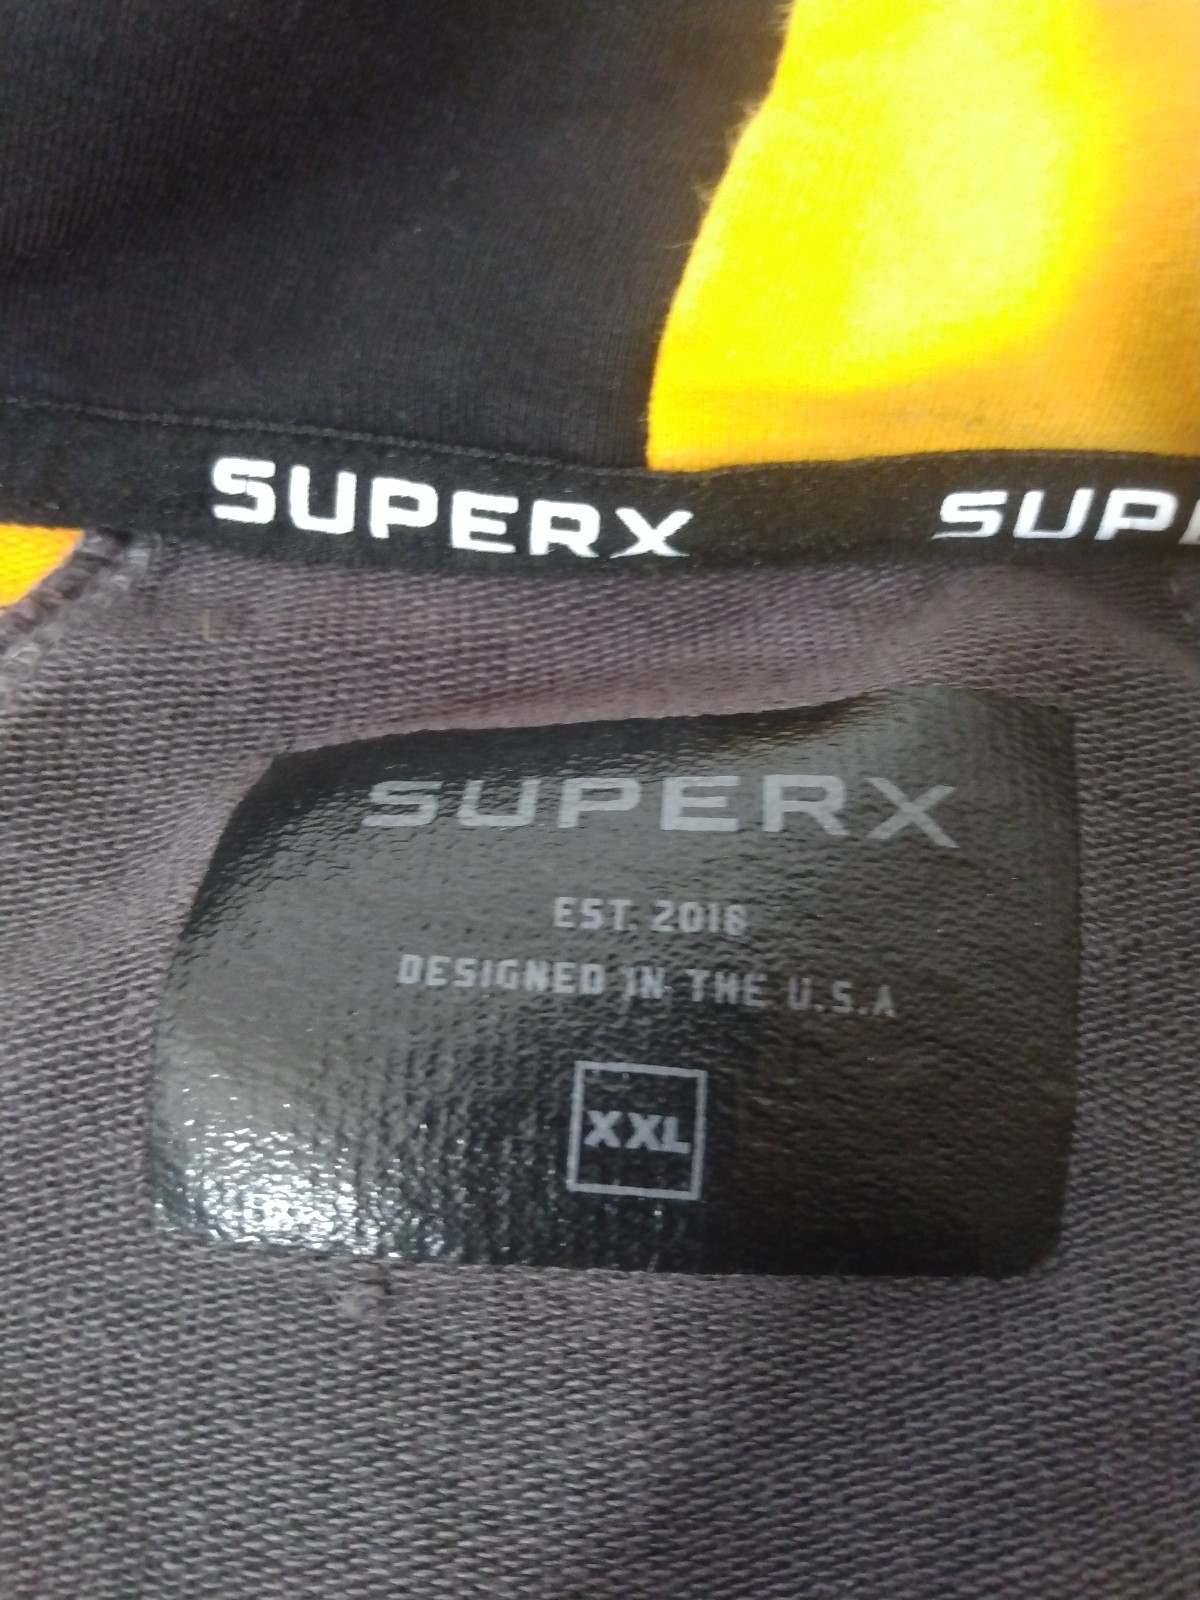 SUPERX SUP
SUPERX
EST. 2018
DESIGNED IN THE U.S.A
XXL